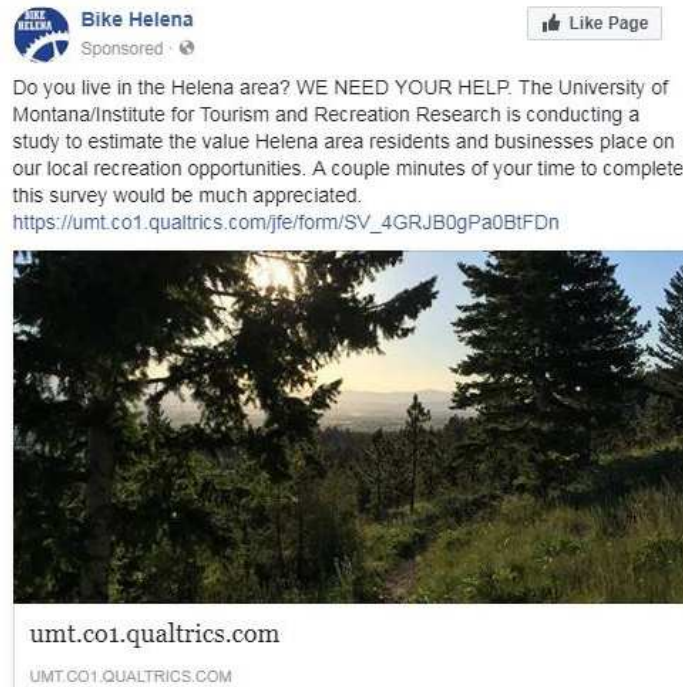 BIKE
HELENA
Bike Helena
Sponsored ·
Like Page
Do you live in the Helena area? WE NEED YOUR HELP. The University of
Montana/Institute for Tourism and Recreation Research is conducting a
study to estimate the value Helena area residents and businesses place on
our local recreation opportunities. A couple minutes of your time to complete
this survey would be much appreciated.
https://umt.co1.qualtrics.com/jfe/form/SV_4GRJB0gPa0BtFDn
umt.co1.qualtrics.com
UMT.CO1.QUALTRICS.COM